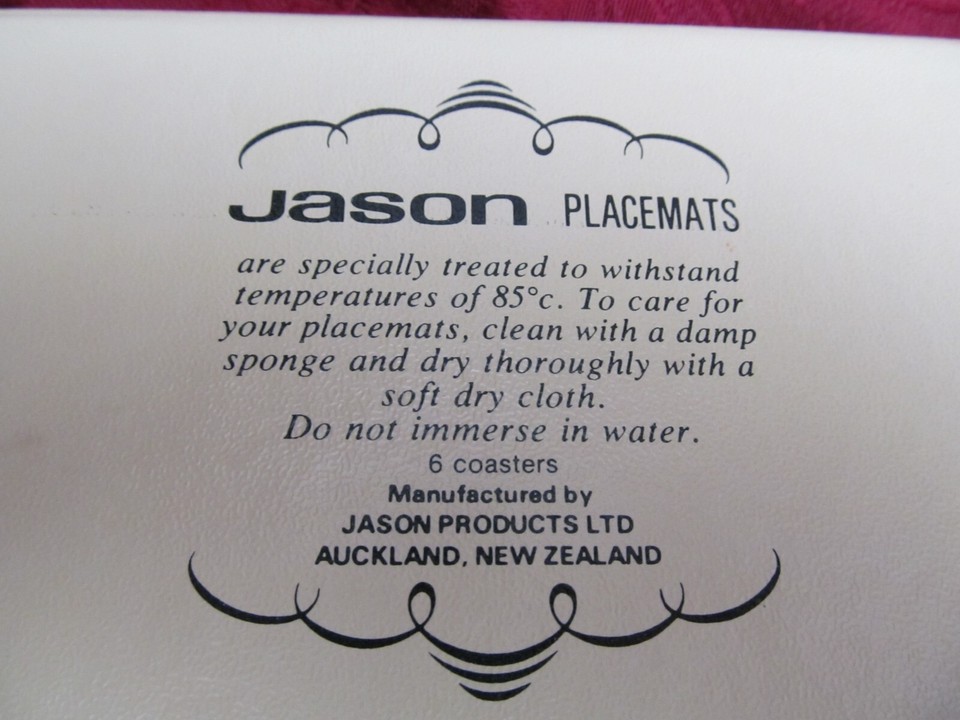 Jason PLACEMATS
are specially treated to withstand
temperatures of 85°c. To care for
your placemats, clean with a damp
sponge and dry thoroughly with a
soft dry cloth.
Do not immerse in water.
6 coasters
Manufactured by
JASON PRODUCTS LTD
AUCKLAND, NEW ZEALAND